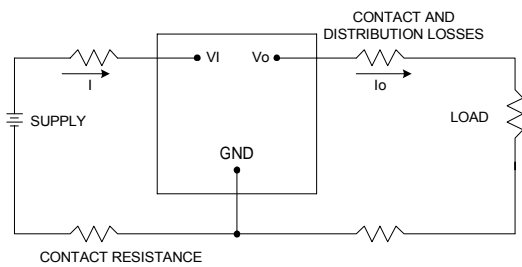 CONTACT AND
DISTRIBUTION LOSSES
VI
Vo
I
Io
SUPPLY
LOAD
GND
CONTACT RESISTANCE